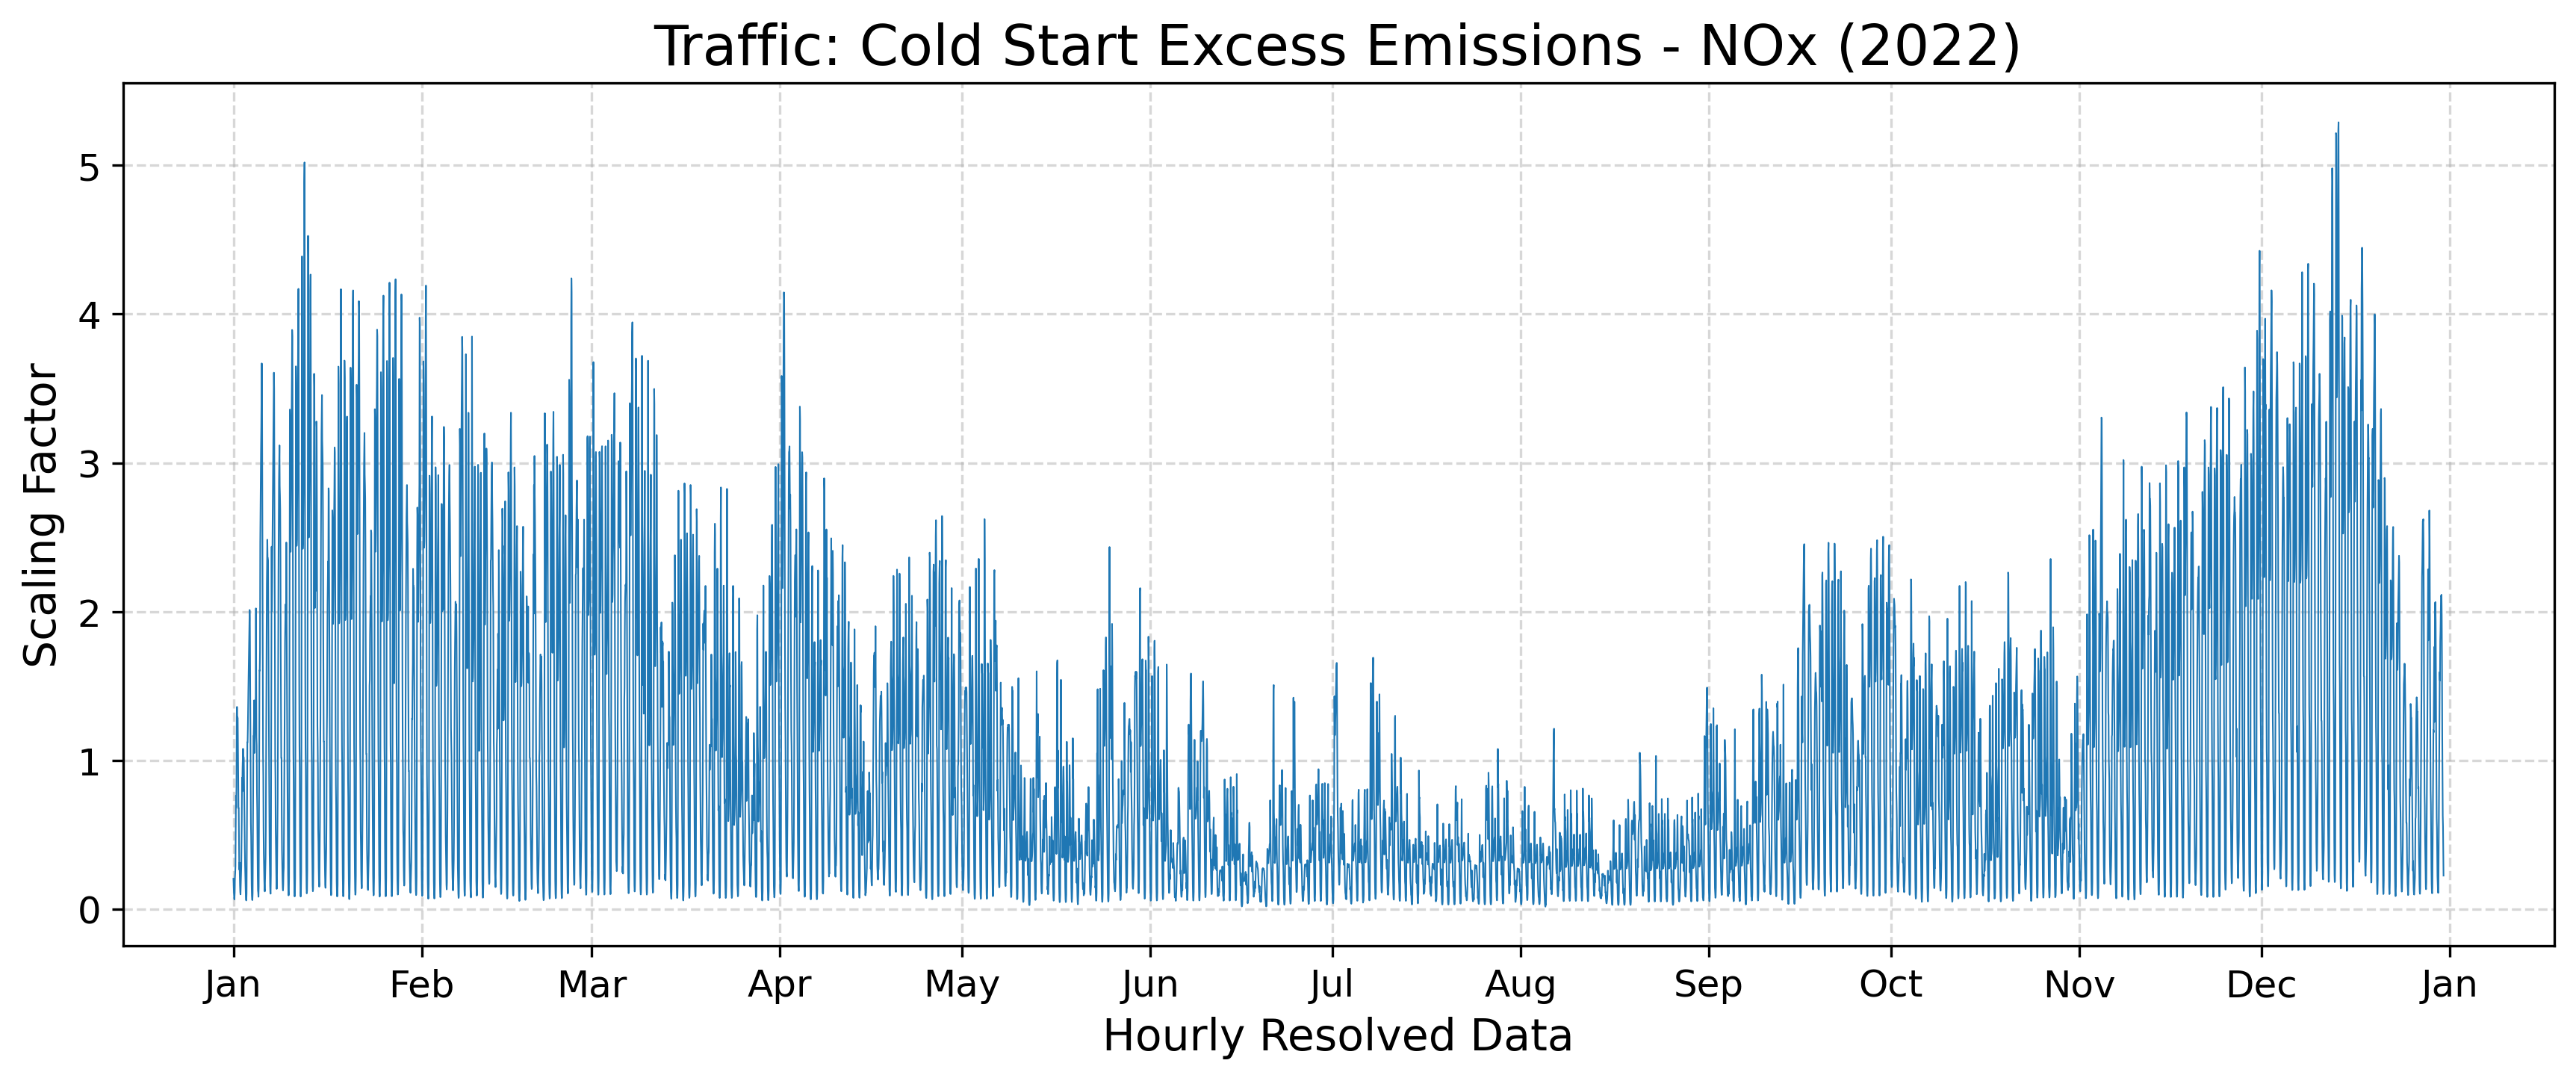 Traffic: Cold Start Excess Emissions - NOx (2022)
Scaling Factor
5
4
3
2
1
0
Jan Feb Mar Apr May Jun Jul Aug Sep Oct Nov Dec Jan
Hourly Resolved Data